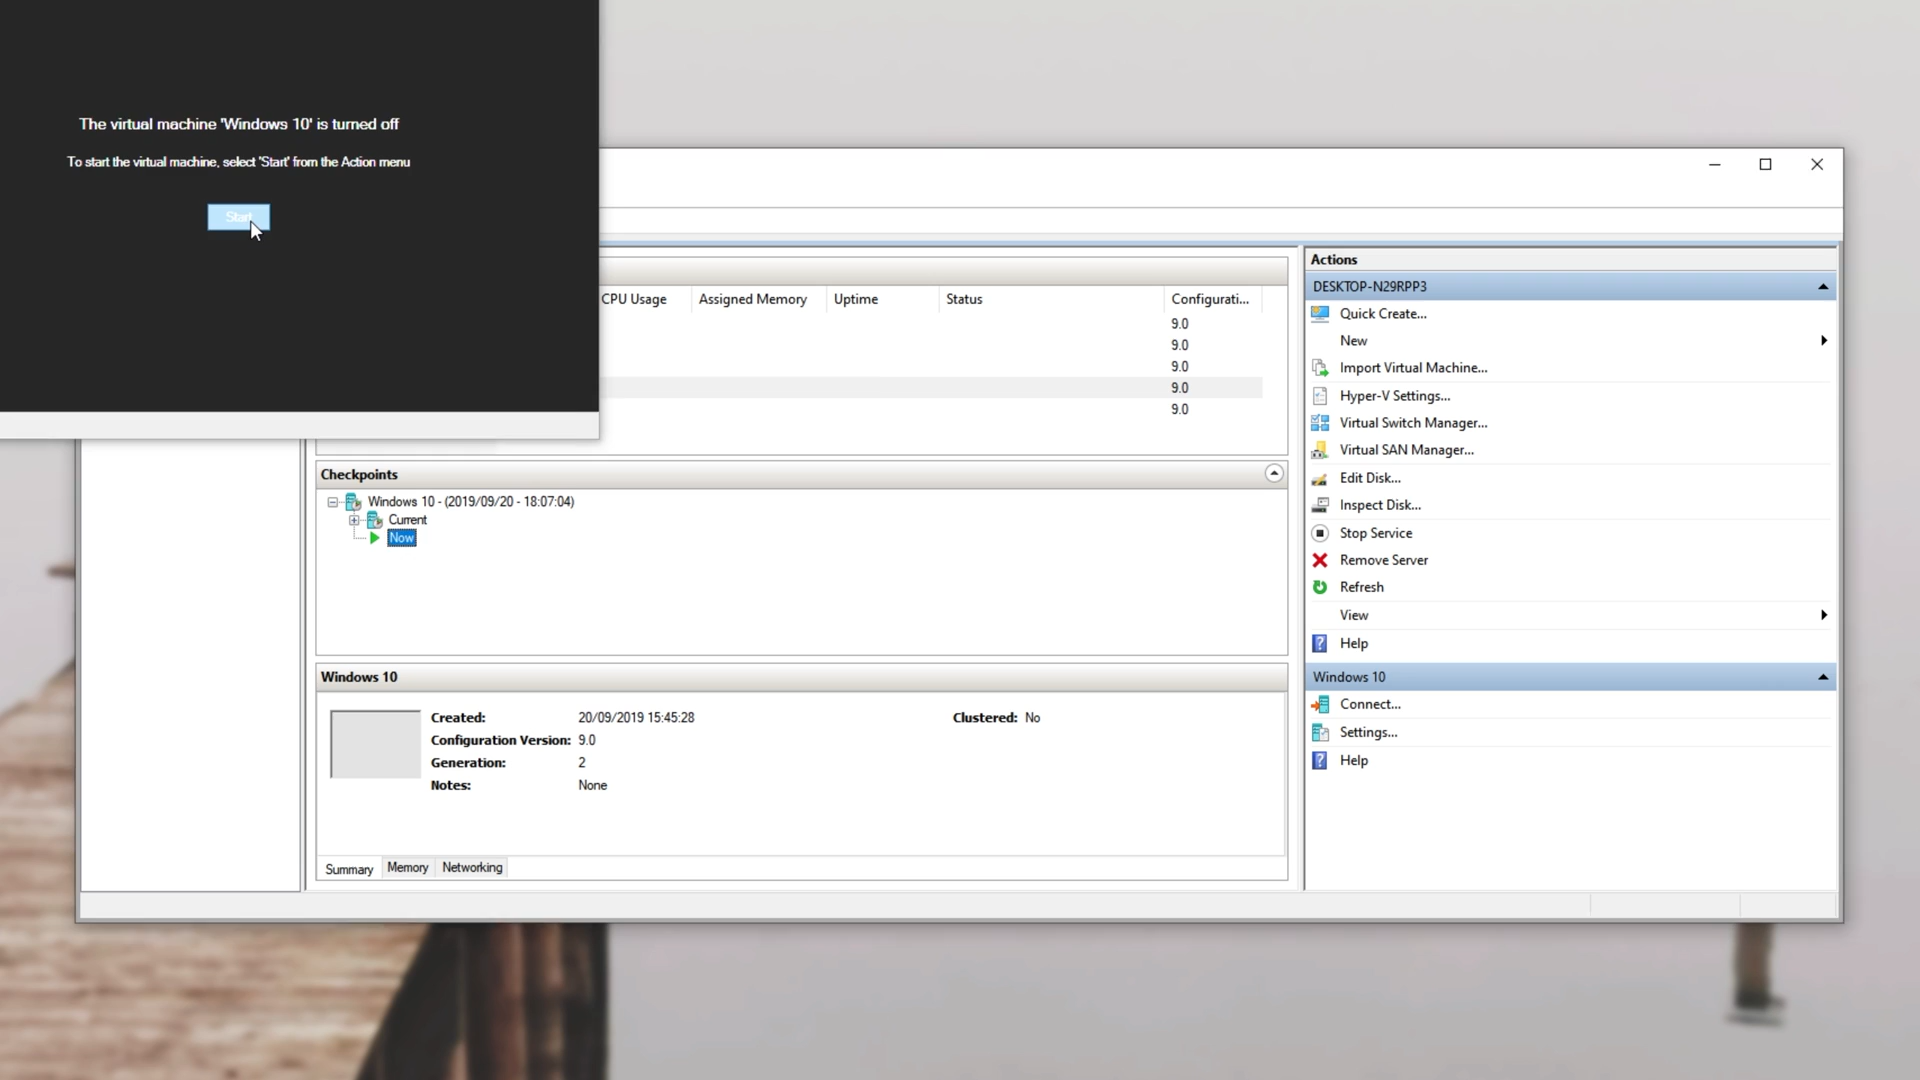 The virtual machine 'Windows 10' is turned off
To start the virtual machine, select 'Start' from the Action menu
Start
CPU Usage Assigned Memory Uptime Status Configurati...
9.0
9.0
9.0
9.0
9.0
Checkpoints
Windows 10 - (2019/09/20 - 18:07:04)
Current
Now
Windows 10
Created: 20/09/2019 15:45:28 Clustered: No
Configuration Version: 9.0
Generation: 2
Notes: None
Summary Memory Networking
Actions
DESKTOP-N29RPP3
Quick Create...
New
Import Virtual Machine...
Hyper-V Settings...
Virtual Switch Manager...
Virtual SAN Manager...
Edit Disk...
Inspect Disk...
Stop Service
Remove Server
Refresh
View
Help
Windows 10
Connect...
Settings...
Help